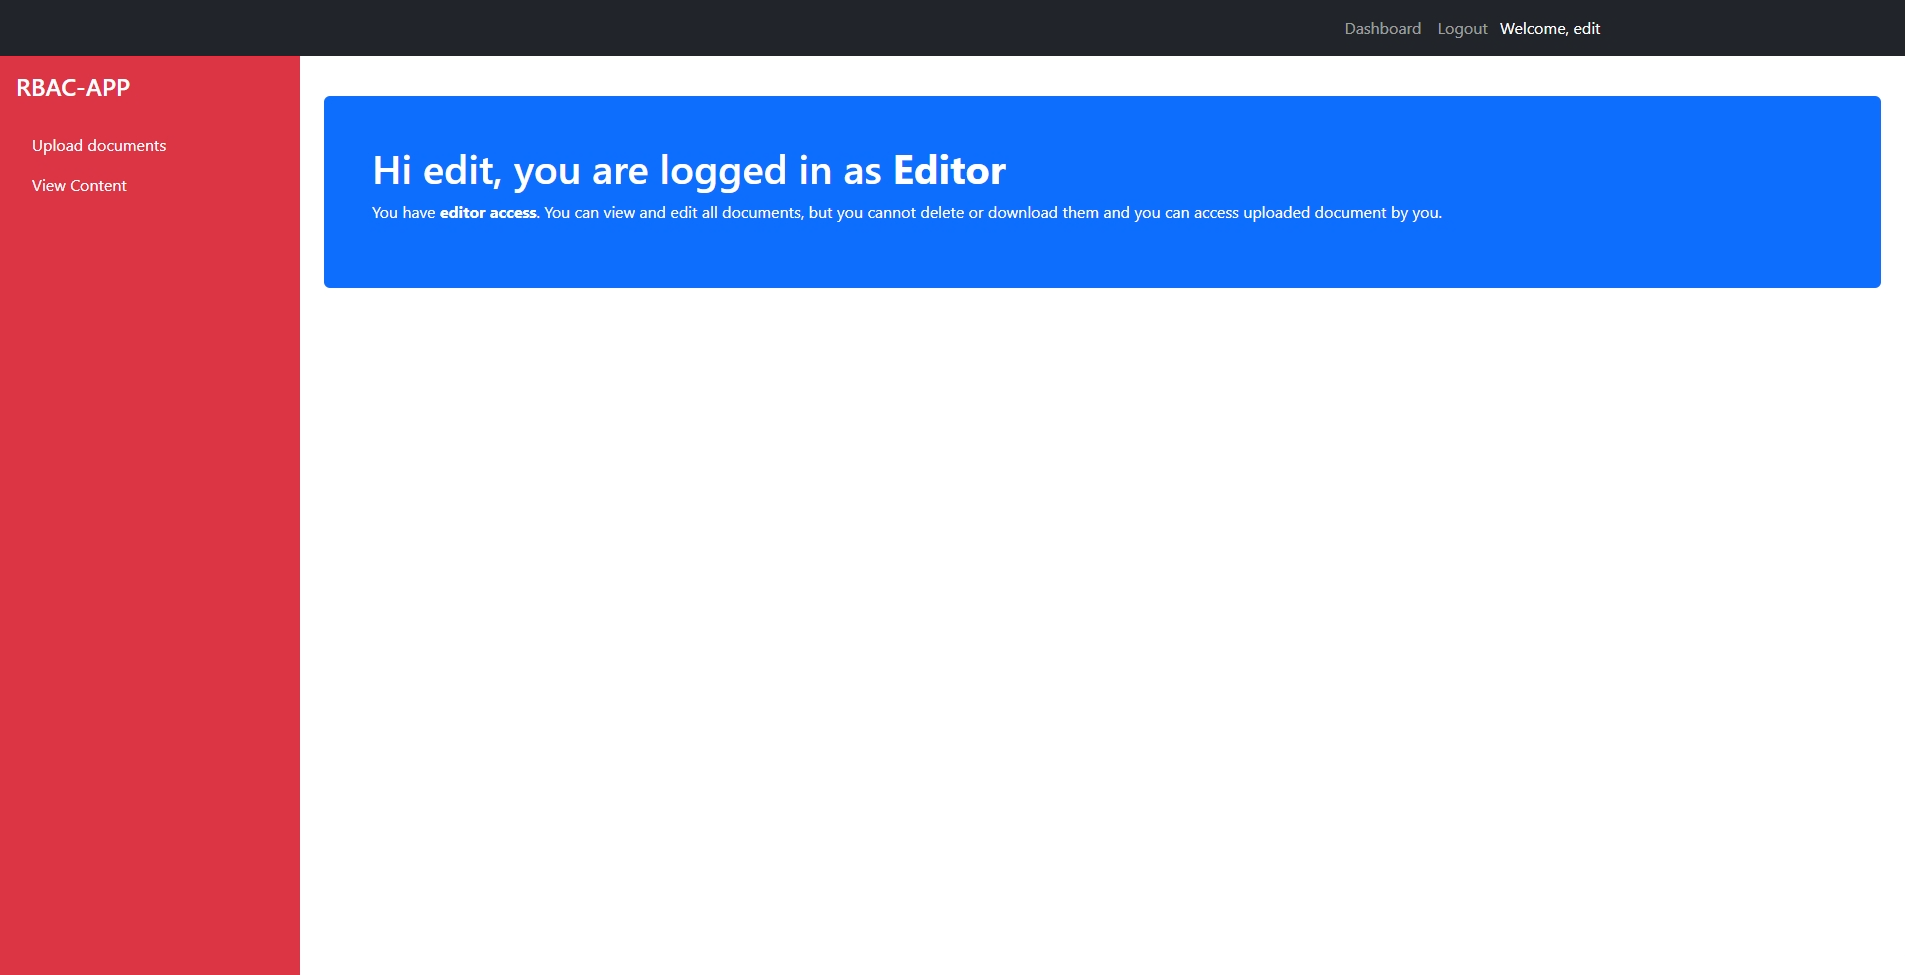 Dashboard Logout Welcome, edit
RBAC-APP
Upload documents
View Content
Hi edit, you are logged in as Editor
You have editor access. You can view and edit all documents, but you cannot delete or download them and you can access uploaded document by you.